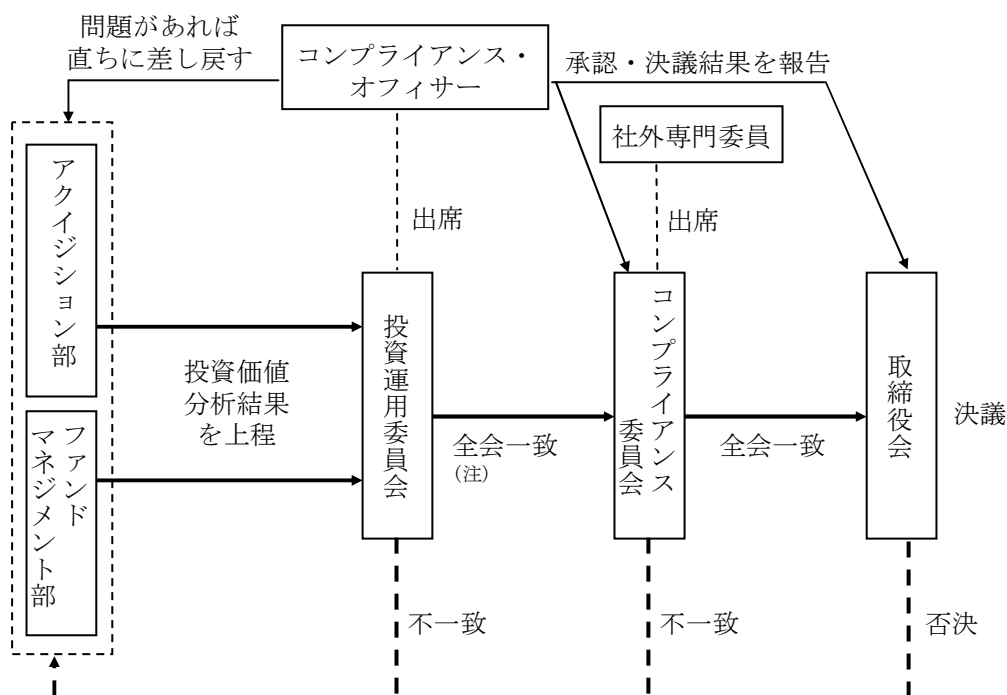 問題があれば
直ちに差し戻す
コンプライアンス・
オフィサー
承認・決議結果を報告
社外専門委員
出席
出席
アクイジション部
ファンド
マネジメント部
投資価値
分析結果
を上程
投資運用委員会
全会一致
(注)
コンプライアンス
委員会
全会一致
取締役会
決議
不一致
不一致
否決